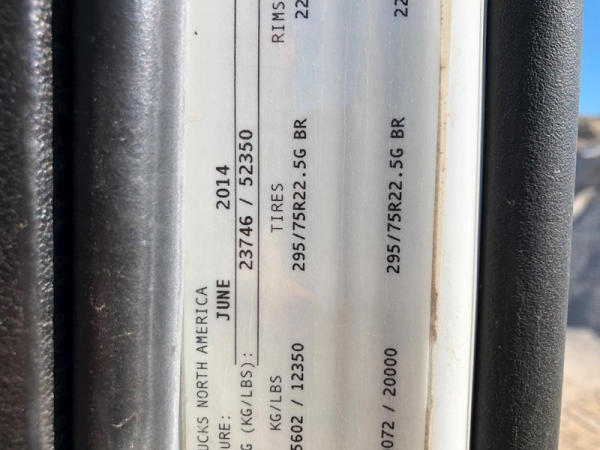 UCKS NORTH AMERICA
URE: JUNE 2014
G (KG/LBS): 23746 / 52350
KG/LBS TIRES RIMS
5602 / 12350 295/75R22.5G BR 22
072 / 20000 295/75R22.5G BR 22